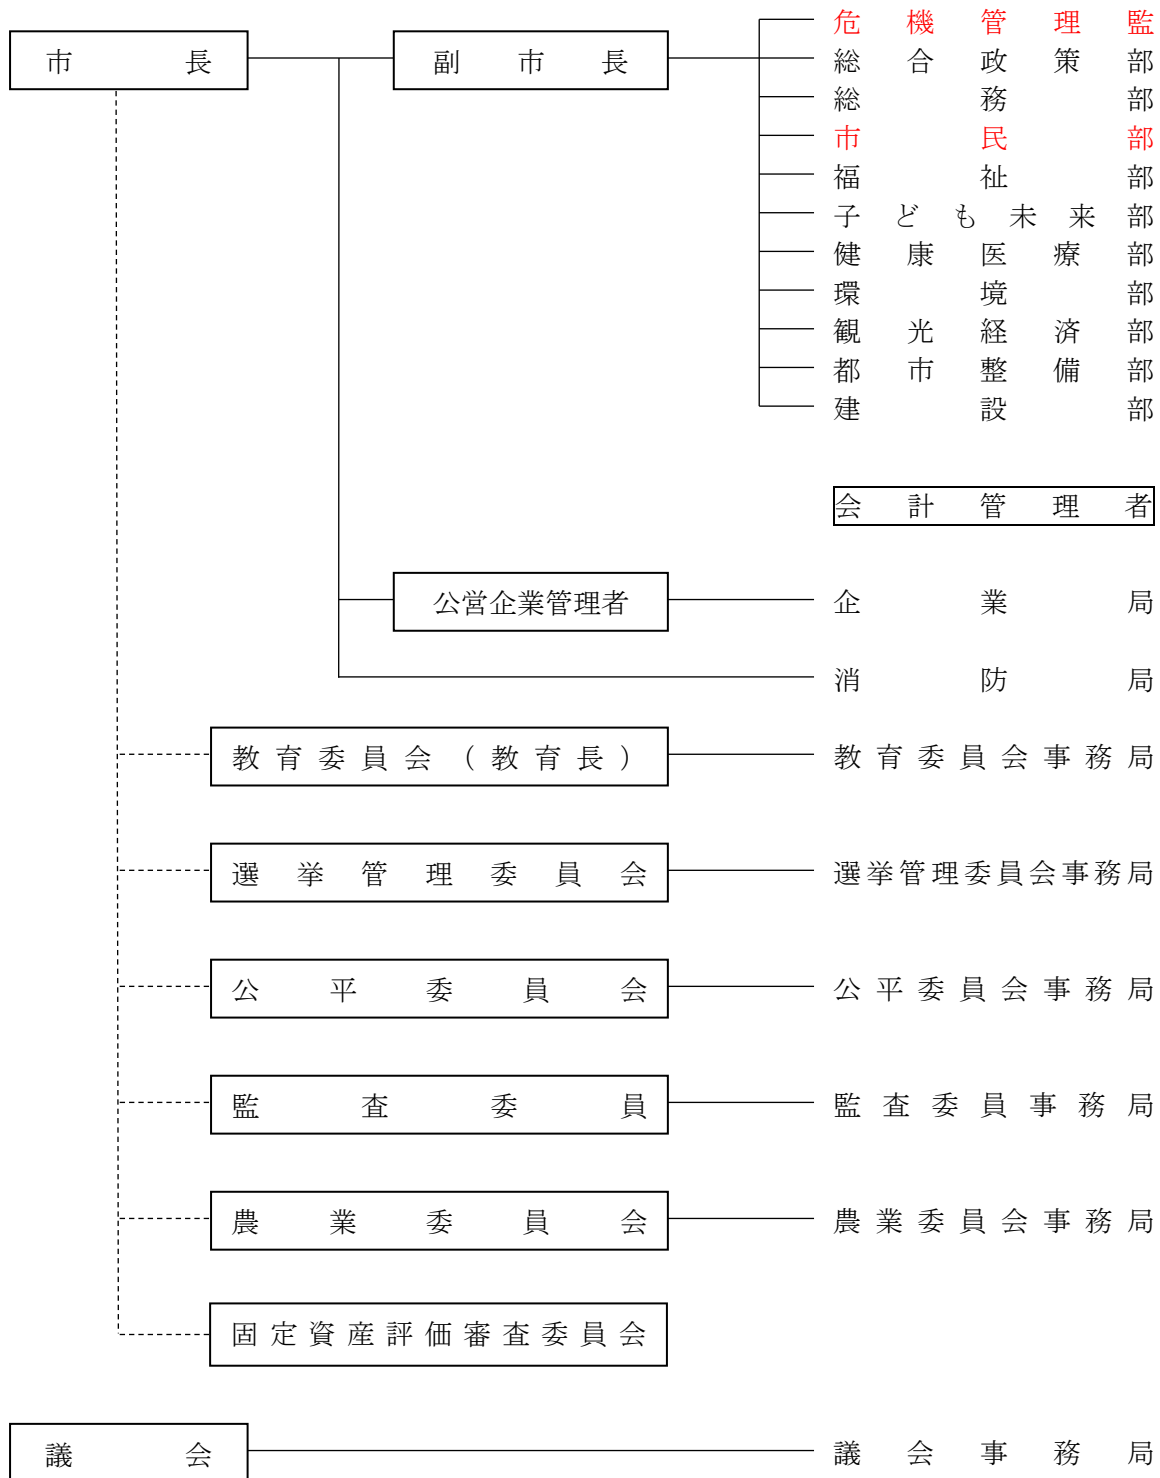 危機管理監
市長 副市長 総合政策部
総務部
市民部
福祉部
子ども未来部
健康医療部
環境部
観光経済部
都市整備部
建設部
会計管理者
公営企業管理者 企業局
消防局
教育委員会（教育長） 教育委員会事務局
選挙管理委員会 選挙管理委員会事務局
公平委員会 公平委員会事務局
監査委員 監査委員事務局
農業委員会 農業委員会事務局
固定資産評価審査委員会
議会 議会事務局